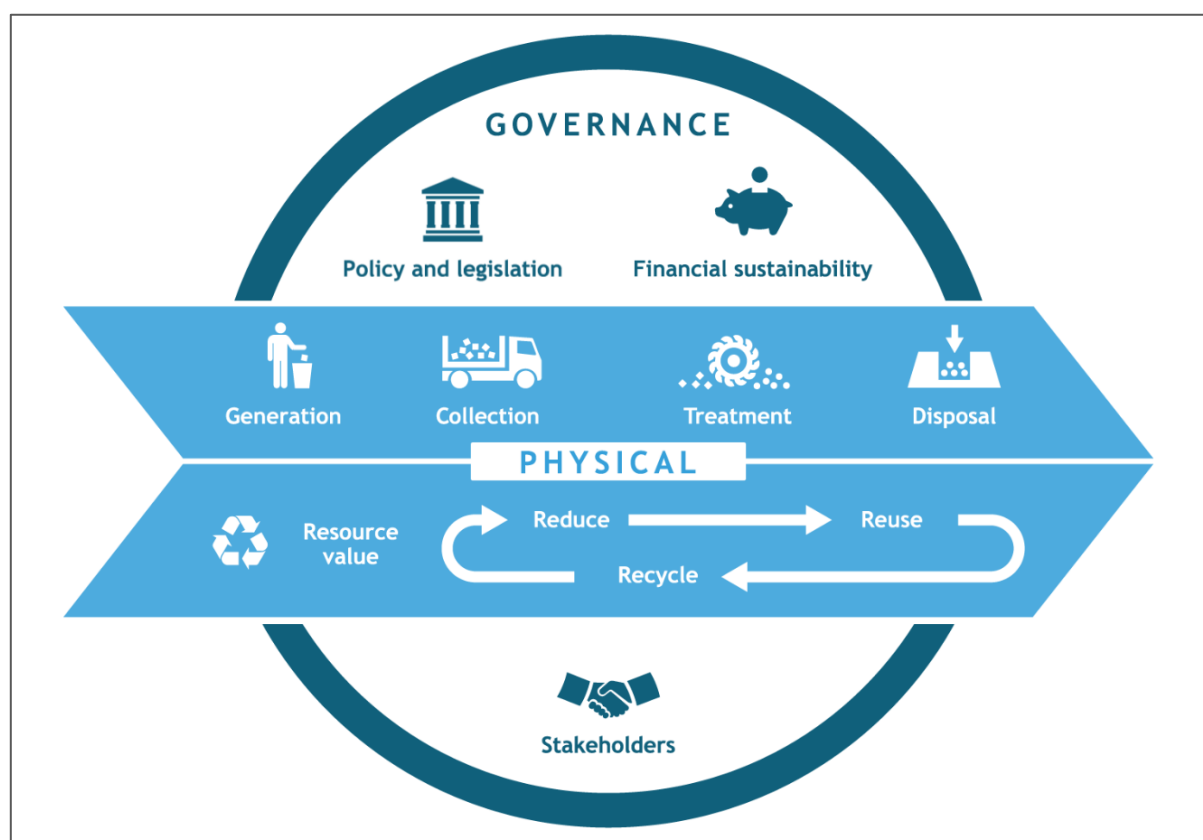 GOVERNANCE
Policy and legislation
Financial sustainability
Generation
Collection
Treatment
Disposal
PHYSICAL
Resource
value
Reduce
Reuse
Recycle
Stakeholders